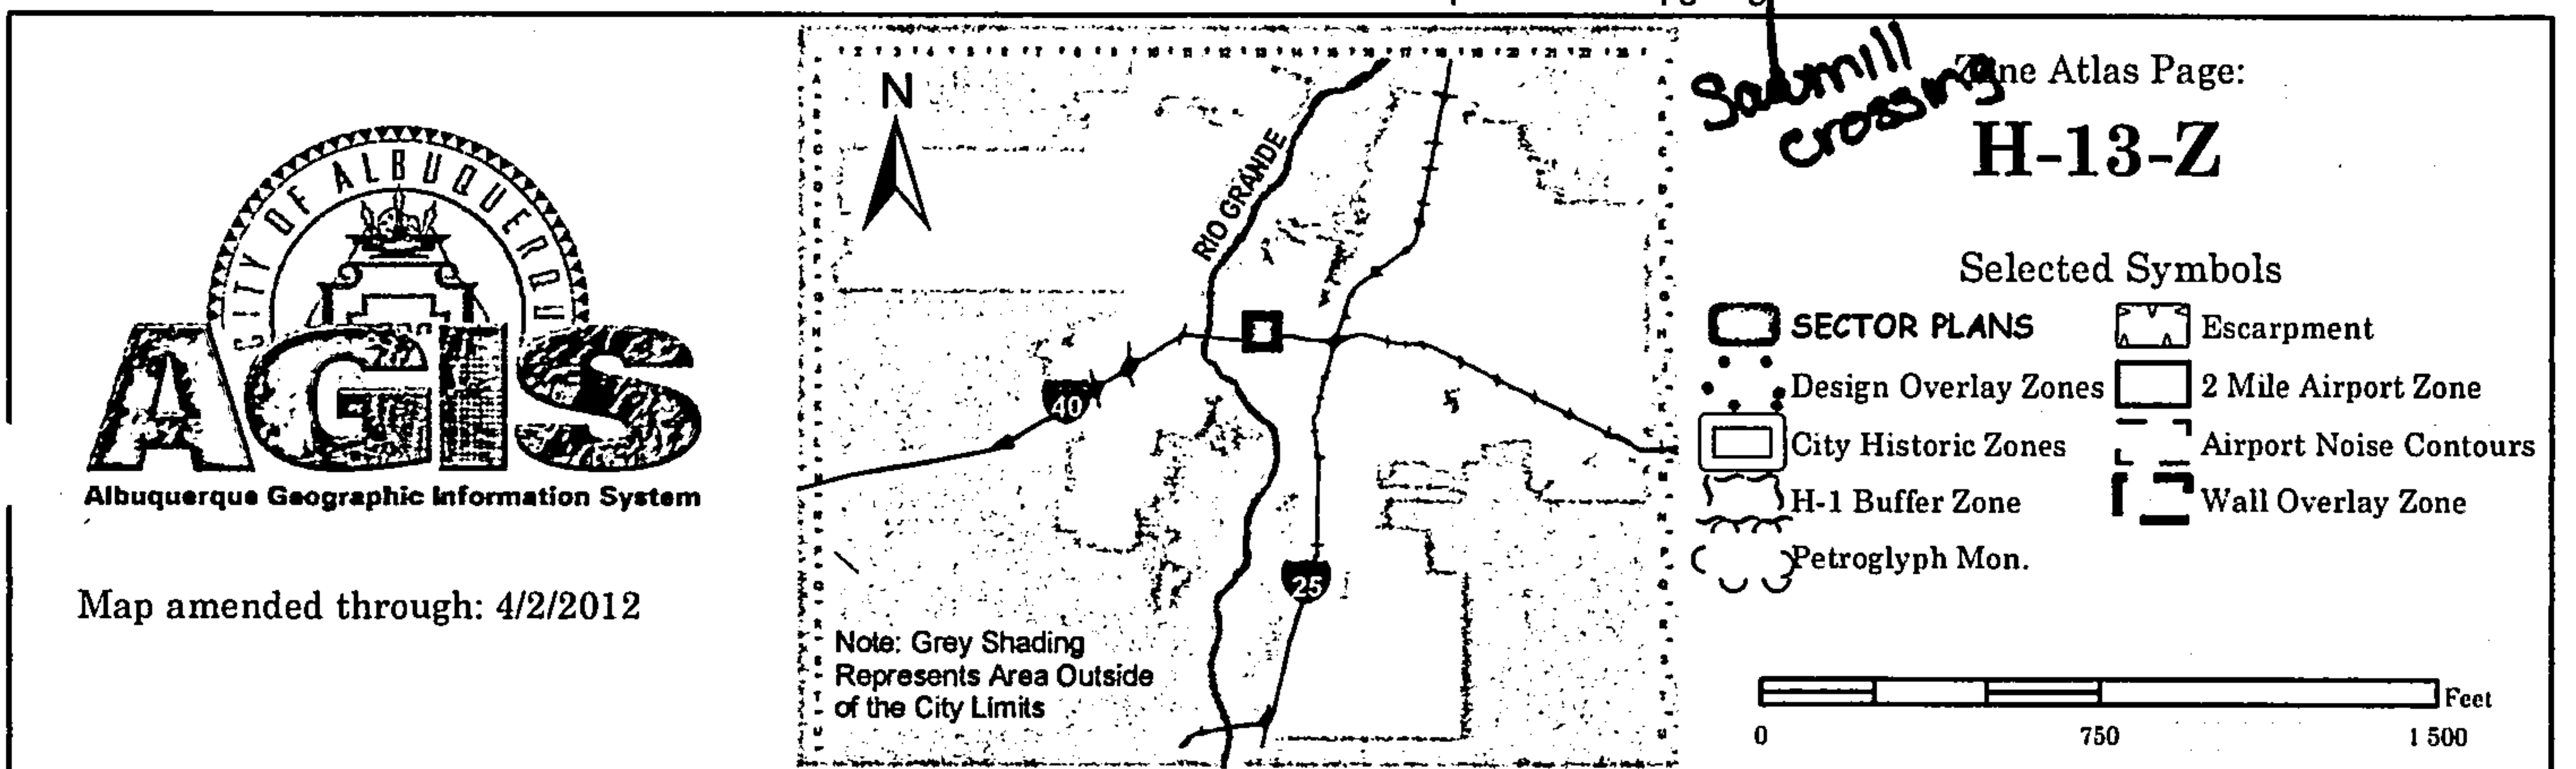 CITY OF ALBUQUERQU
AGIS
Albuquerque Geographic Information System
Map amended through: 4/2/2012
N
RIO GRANDE
40
25
Note: Grey Shading
Represents Area Outside
of the City Limits
Sawmill
crossing
Zone Atlas Page:
H-13-Z
Selected Symbols
SECTOR PLANS
Escarpment
Design Overlay Zones
2 Mile Airport Zone
City Historic Zones
Airport Noise Contours
H-1 Buffer Zone
Wall Overlay Zone
Petroglyph Mon.
Feet
0 750 1 500